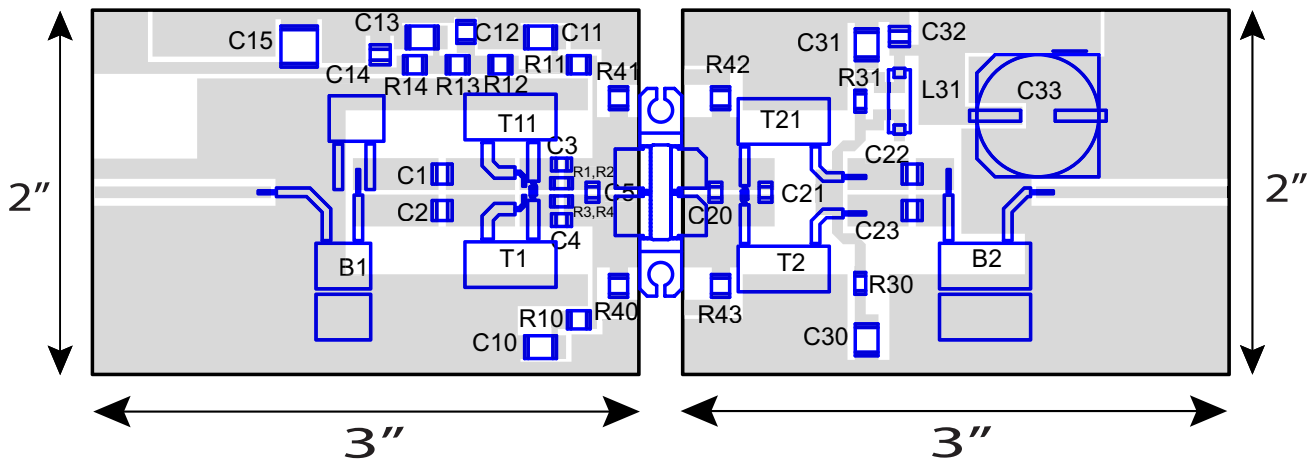 C13
C12
C11
C15
C14
R14
R13
R12
R11
R41
T11
C3
R1,R2
C1
C5
C2
R3,R4
C4
B1
T1
R10
R40
C10
2”
3”
C31
C32
R42
R31
L31
C33
T21
C22
C21
C20
C23
T2
B2
R30
R43
C30
2”
3”